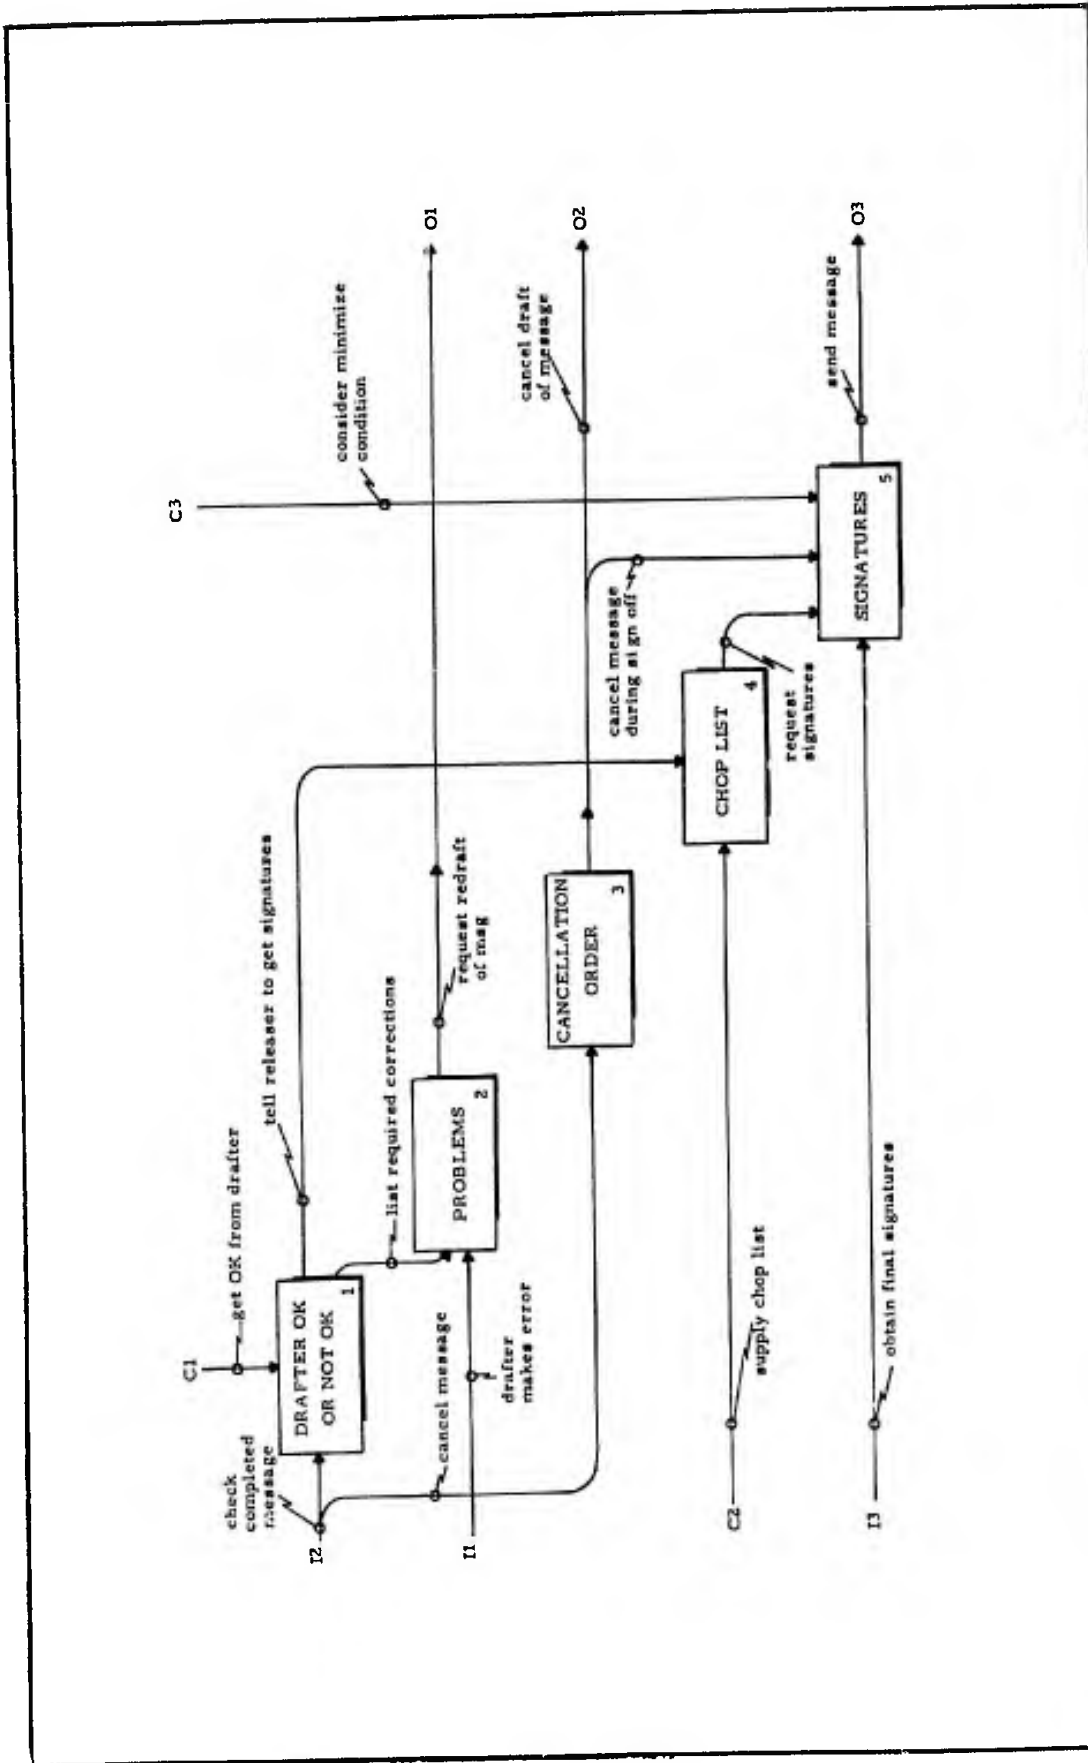 C3
consider minimize
condition
O1
C1
get OK from drafter
tell releaser to get signatures
check
completed
message
I2
DRAFTER OK
OR NOT OK
1
list required corrections
cancel message
I1
drafter
makes error
PROBLEMS
2
request redraft
of msg
CANCELLATION
ORDER
3
cancel draft
of message
O2
cancel message
during sign off
C2
supply chop list
CHOP LIST
4
request
signatures
I3
obtain final signatures
SIGNATURES
5
send message
O3